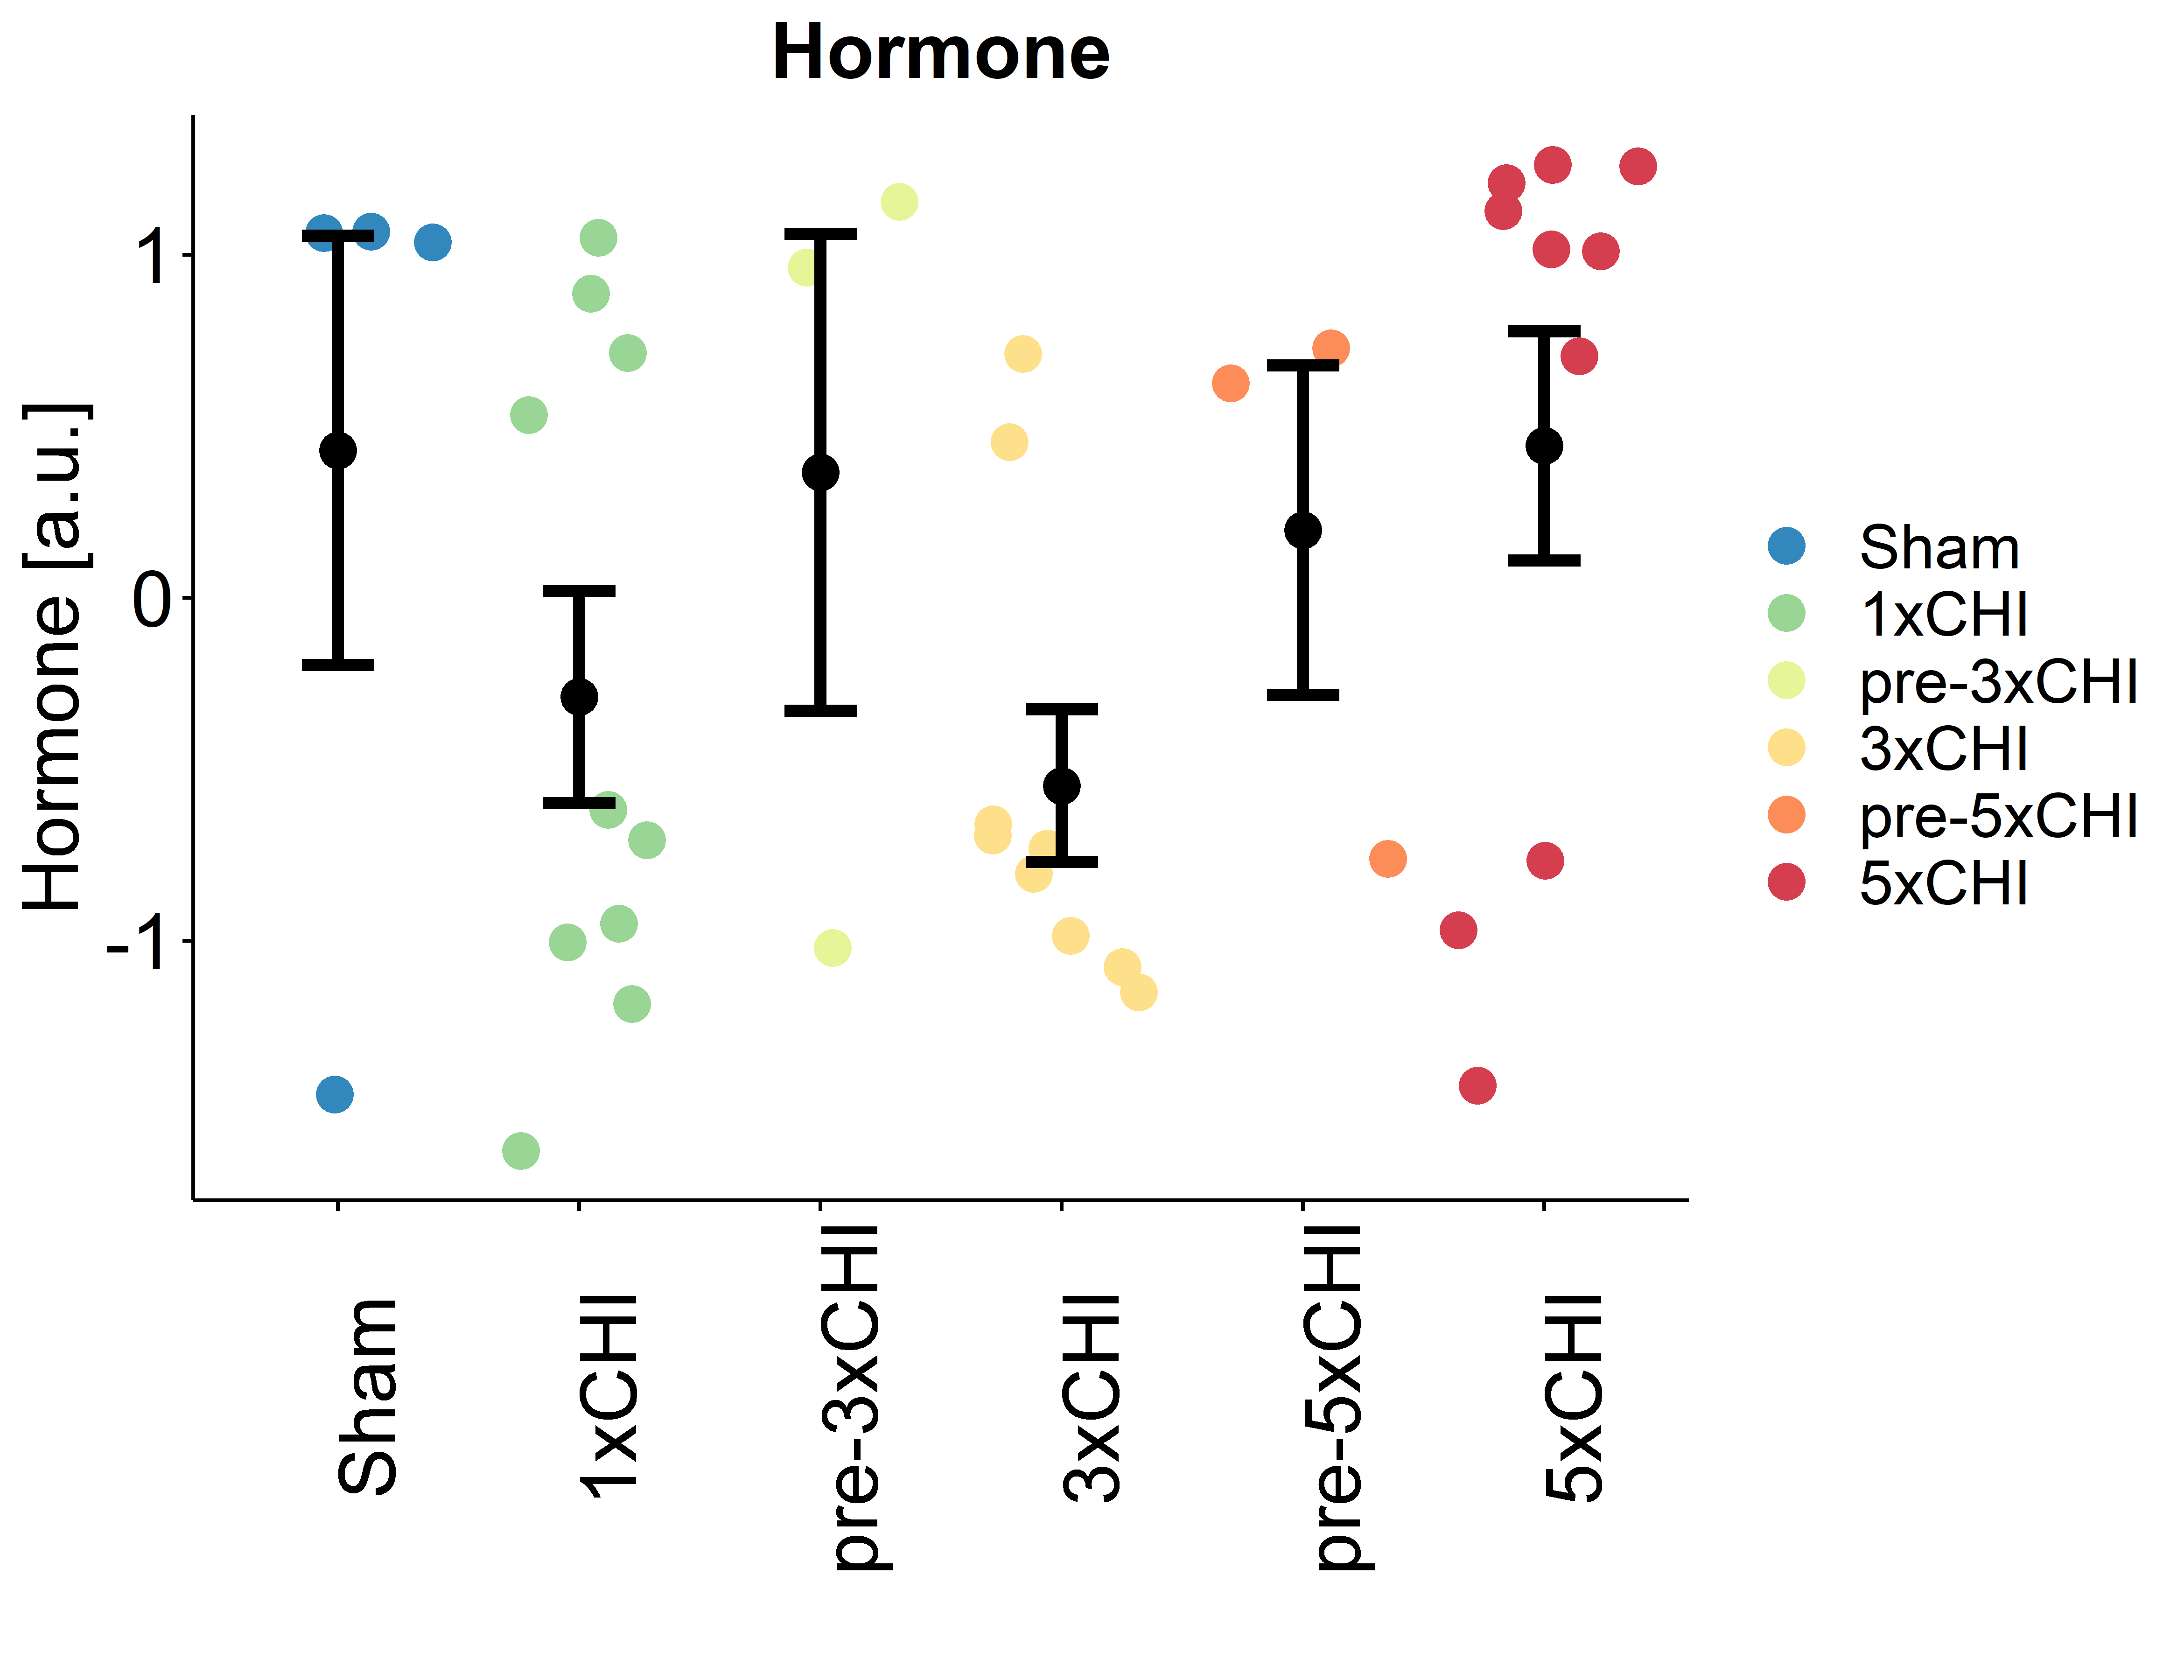 Hormone
Hormone [a.u.]
1
0
-1
Sham
1xCHI
pre-3xCHI
3xCHI
pre-5xCHI
5xCHI
Sham
1xCHI
pre-3xCHI
3xCHI
pre-5xCHI
5xCHI